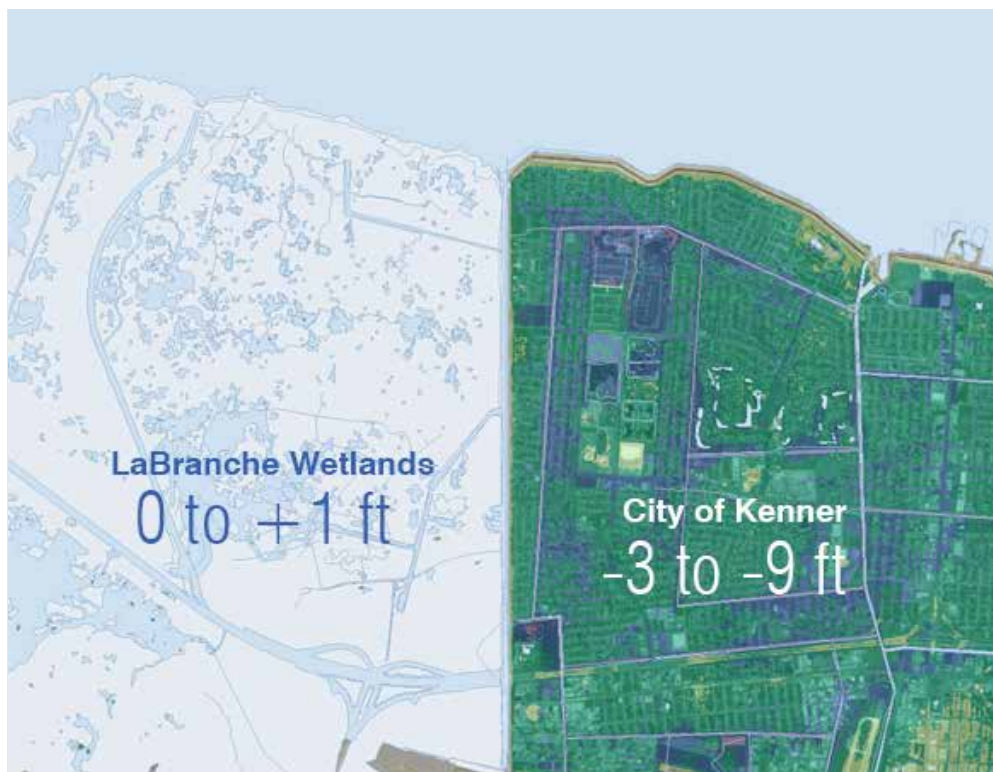 LaBranche Wetlands
0 to +1 ft
City of Kenner
-3 to -9 ft